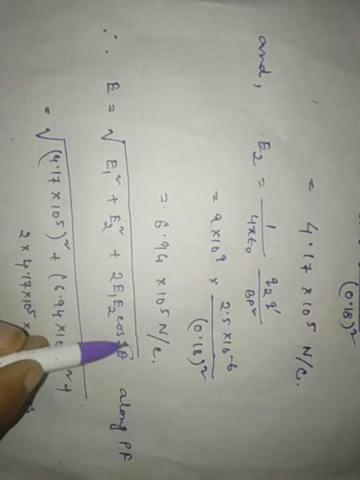 (0.18)²
= 4.17 × 10⁵ N/C.
and, E₂ = 1/4πε₀ q₂q'/BP²
= 9 × 10⁹ × 2.5 × 10⁻⁶/(0.18)²
= 6.94 × 10⁵ N/C.
∴ E = √E₁² + E₂² + 2E₁E₂ cos 2θ along PF
= √(4.17 × 10⁵)² + (6.94 × 10
2 × 4.17 × 10⁵ ×